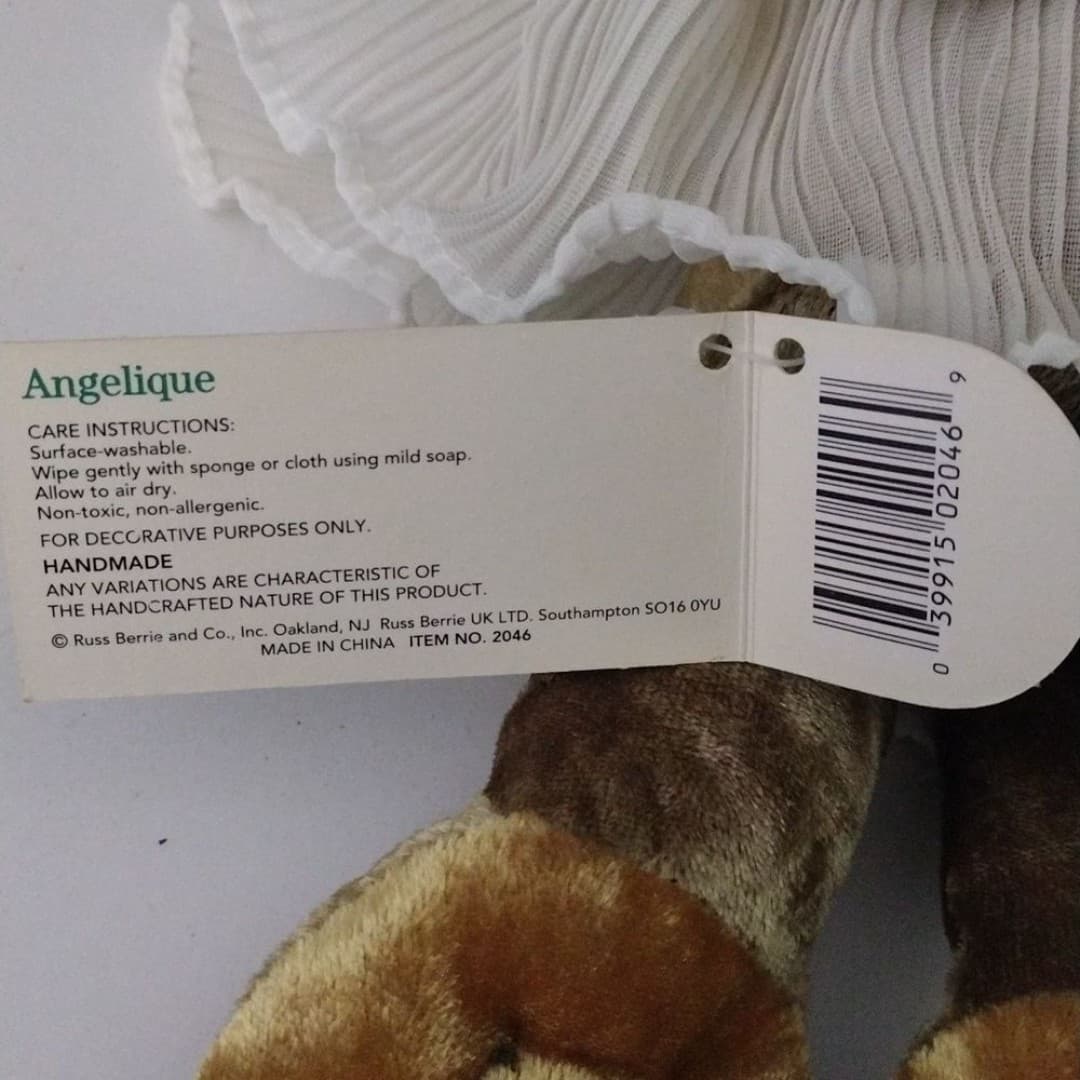 Angelique
CARE INSTRUCTIONS:
Surface-washable.
Wipe gently with sponge or cloth using mild soap.
Allow to air dry.
Non-toxic, non-allergenic.
FOR DECORATIVE PURPOSES ONLY.
HANDMADE
ANY VARIATIONS ARE CHARACTERISTIC OF
THE HANDCRAFTED NATURE OF THIS PRODUCT.
© Russ Berrie and Co., Inc. Oakland, NJ Russ Berrie UK LTD. Southampton SO16 0YU
MADE IN CHINA ITEM NO. 2046
0 39915 02046 9